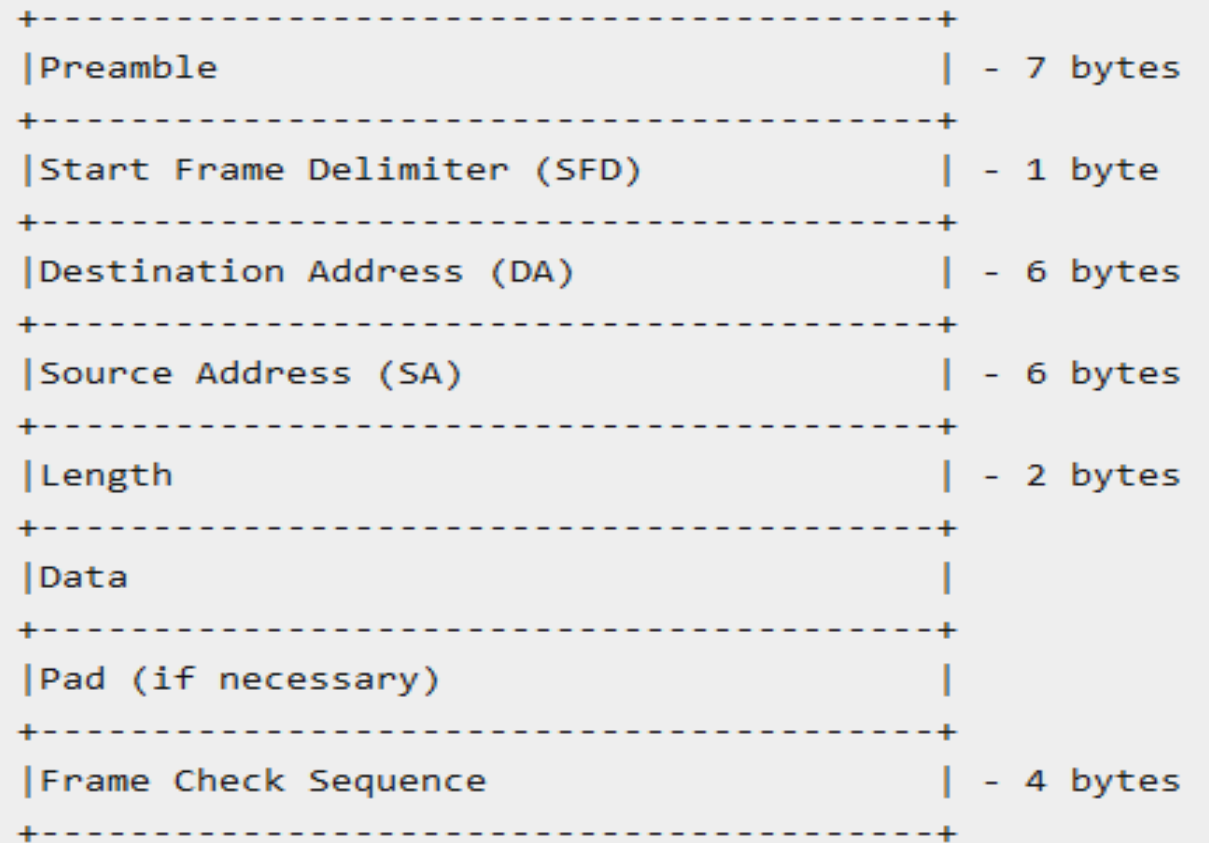 +----------------------------------------+
|Preamble                                | - 7 bytes
+----------------------------------------+
|Start Frame Delimiter (SFD)             | - 1 byte
+----------------------------------------+
|Destination Address (DA)                | - 6 bytes
+----------------------------------------+
|Source Address (SA)                     | - 6 bytes
+----------------------------------------+
|Length                                  | - 2 bytes
+----------------------------------------+
|Data                                    |
+----------------------------------------+
|Pad (if necessary)                      |
+----------------------------------------+
|Frame Check Sequence                    | - 4 bytes
+----------------------------------------+